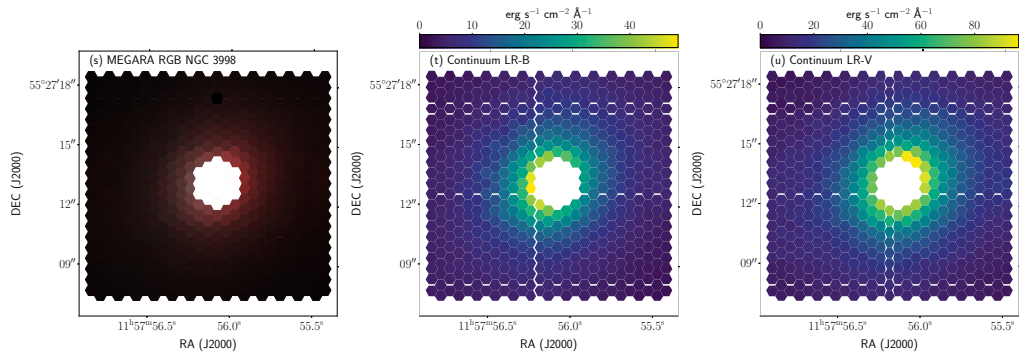 erg s⁻¹ cm⁻² Å⁻¹
0 20 40
erg s⁻¹ cm⁻² Å⁻¹
0 20 40 60 80
(s) MEGARA RGB NGC 3998
(t) Continuum LR-B
(u) Continuum LR-V
DEC (J2000)
55°27′18″
15″
12″
09″
11ʰ57ᵐ56.5ˢ 56.0ˢ 55.5ˢ
RA (J2000)
DEC (J2000)
55°27′18″
15″
12″
09″
11ʰ57ᵐ56.5ˢ 56.0ˢ 55.5ˢ
RA (J2000)
DEC (J2000)
55°27′18″
15″
12″
09″
11ʰ57ᵐ56.5ˢ 56.0ˢ 55.5ˢ
RA (J2000)